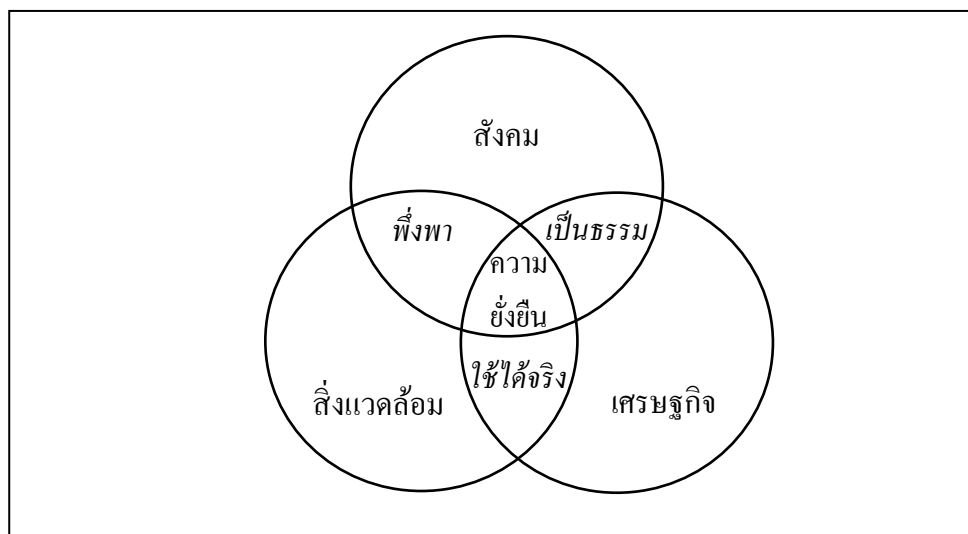 สังคม
พึ่งพา
เป็นธรรม
ความ
ยั่งยืน
ใช้ได้จริง
สิ่งแวดล้อม
เศรษฐกิจ